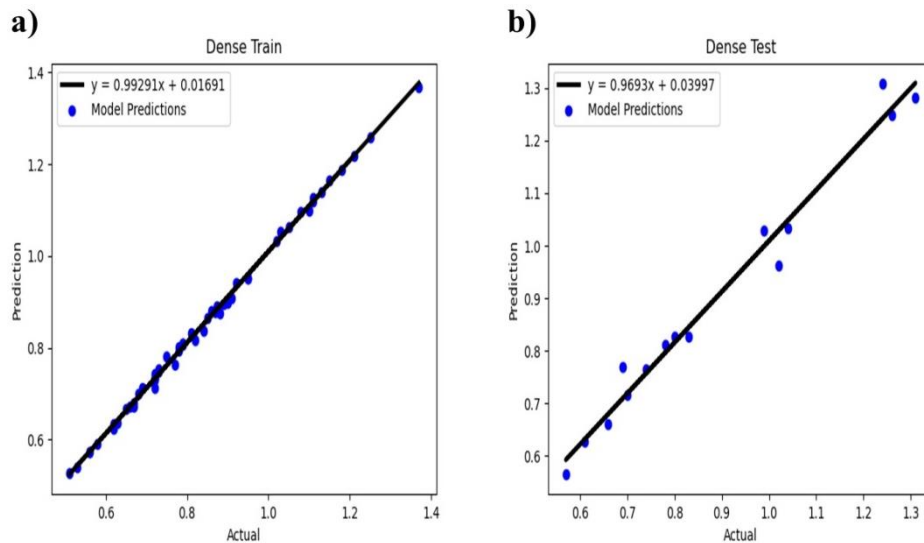 a)
Dense Train
y = 0.99291x + 0.01691
Model Predictions
1.4
1.2
1.0
0.8
0.6
Prediction
0.6 0.8 1.0 1.2 1.4
Actual
b)
Dense Test
y = 0.9693x + 0.03997
Model Predictions
1.3
1.2
1.1
1.0
0.9
0.8
0.7
0.6
Prediction
0.6 0.7 0.8 0.9 1.0 1.1 1.2 1.3
Actual